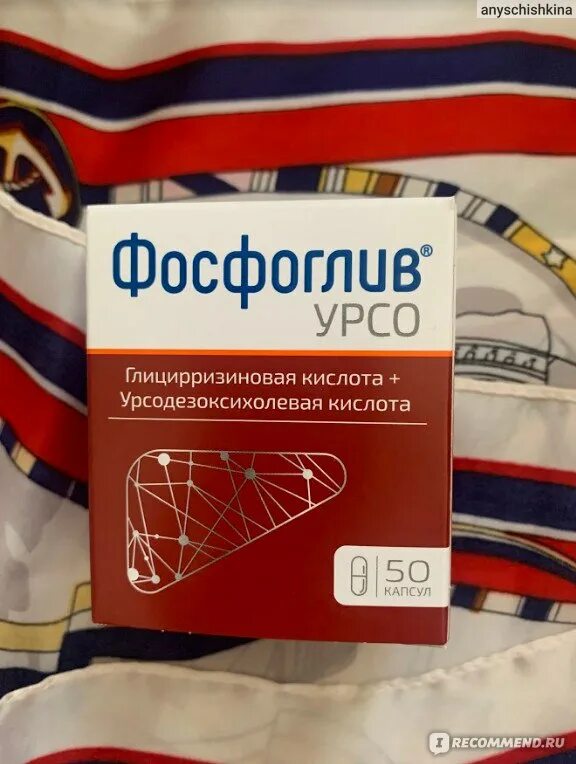 anyschishkina
Фосфоглив®
УРСО
Глицирризиновая кислота +
Урсодезоксихолевая кислота
50
КАПСУЛ
IRECOMMEND.RU